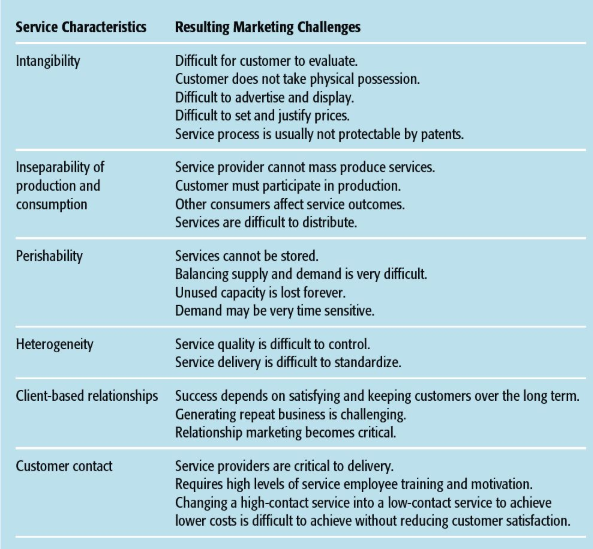 Service Characteristics Resulting Marketing Challenges
Intangibility Difficult for customer to evaluate.
Customer does not take physical possession.
Difficult to advertise and display.
Difficult to set and justify prices.
Service process is usually not protectable by patents.
Inseparability of Service provider cannot mass produce services.
production and Customer must participate in production.
consumption Other consumers affect service outcomes.
Services are difficult to distribute.
Perishability Services cannot be stored.
Balancing supply and demand is very difficult.
Unused capacity is lost forever.
Demand may be very time sensitive.
Heterogeneity Service quality is difficult to control.
Service delivery is difficult to standardize.
Client-based relationships Success depends on satisfying and keeping customers over the long term.
Generating repeat business is challenging.
Relationship marketing becomes critical.
Customer contact Service providers are critical to delivery.
Requires high levels of service employee training and motivation.
Changing a high-contact service into a low-contact service to achieve
lower costs is difficult to achieve without reducing customer satisfaction.